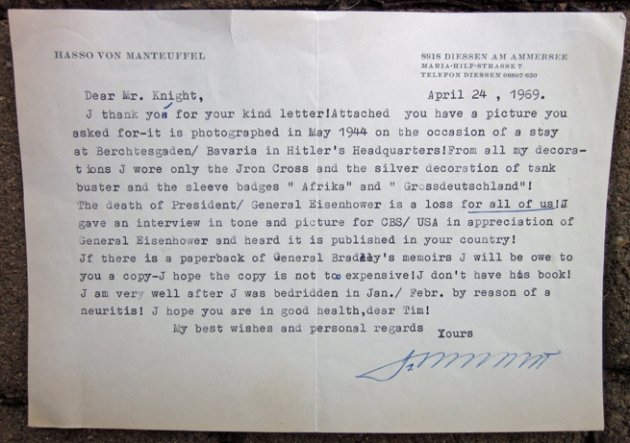 HASSO VON MANTEUFFEL
8918 DIESSEN AM AMMERSEE
MARIA-HILF-STRASSE 7
TELEFON DIESSEN 08807/620
Dear Mr. Knight,
April 24 , 1969.
J thank you for your kind letter!Attached you have a picture you
asked for-it is photographed in May 1944 on the occasion of a stay
at Berchtesgaden/ Bavaria in Hitler's Headquarters!From all my decora-
tions J wore only the Jron Cross and the silver decoration of tank
buster and the sleeve badges " Afrika" and " Grossdeutschland"!
The death of President/ General Eisenhower is a loss for all of us!J
gave an interview in tone and picture for CBS/ USA in appreciation of
General Eisenhower and heard it is published in your country!
Jf there is a paperback of General Bradley's memoirs J will be owe to
you a copy-J hope the copy is not too expensive!J don't have his book!
J am very well after J was bedridden in Jan./ Febr. by reason of a
neuritis! J hope you are in good health,dear Tim!
My best wishes and personal regards
Yours